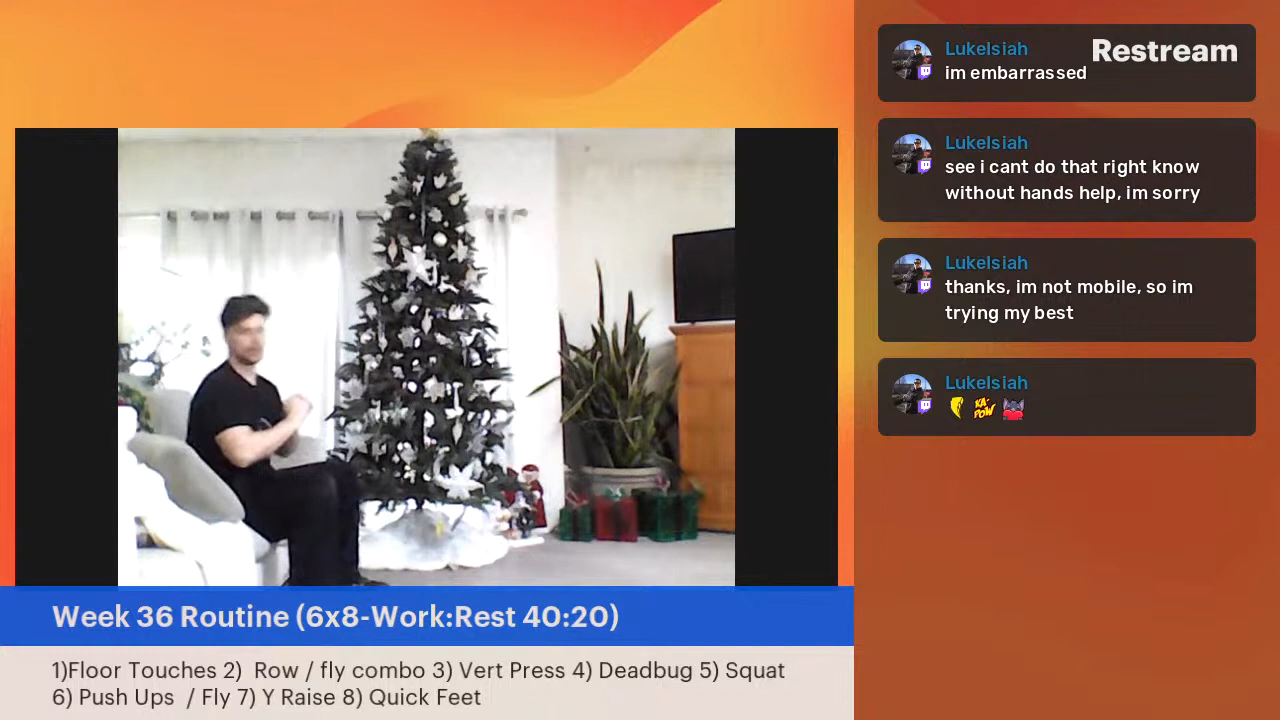 LukeIsiah
Restream
im embarrassed
LukeIsiah
see i cant do that right know
without hands help, im sorry
LukeIsiah
thanks, im not mobile, so im
trying my best
LukeIsiah
KA-
POW
Week 36 Routine (6x8-Work:Rest 40:20)
1)Floor Touches 2)  Row / fly combo 3) Vert Press 4) Deadbug 5) Squat
6) Push Ups  / Fly 7) Y Raise 8) Quick Feet